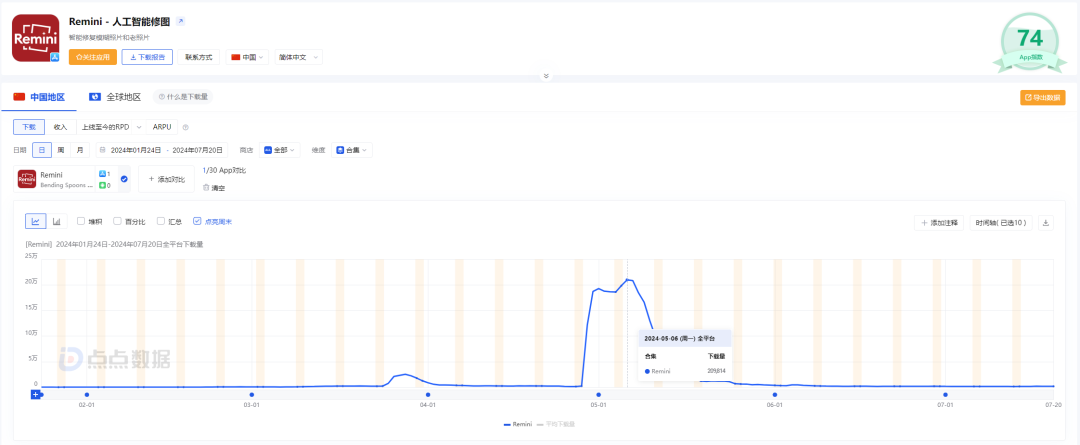 Remini - 人工智能修图
智能修复模糊照片和老照片
Remini
关注应用 下载报告 联系方式 中国 简体中文
74
App指数
中国地区 全球地区 什么是下载量 导出数据
下载 收入 上线至今的RPD ARPU
日期 日 周 月 2024年01月24日 - 2024年07月20日 商店 全部 维度 合集
Remini 1
Bending Spoons ... 0
+ 添加对比
1/30 App对比
清空
堆积 百分比 汇总 点亮周末 + 添加注释 时间轴( 已选10 )
[Remini] 2024年01月24日-2024年07月20日全平台下载量
25万
20万
15万
10万
5万
0
点点数据
2024-05-06 (周一) 全平台
合集 下载量
Remini 209,814
02-01 03-01 04-01 05-01 06-01 07-01 07-20
Remini 平均下载量